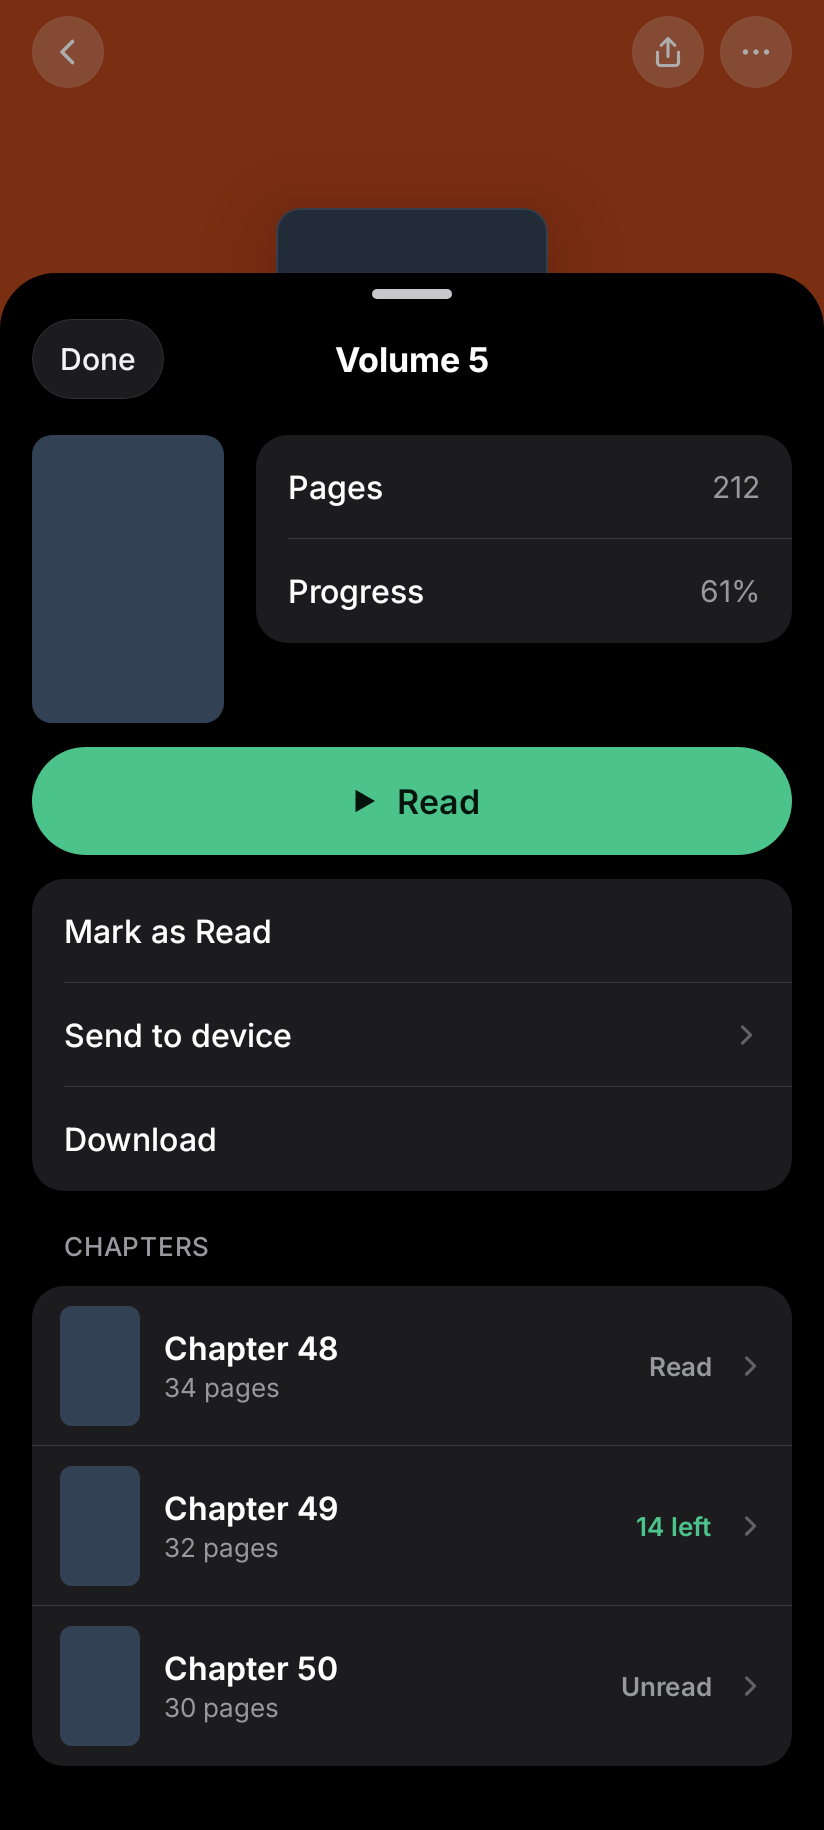 Done
Volume 5
Pages
212
Progress
61%
Read
Mark as Read
Send to device
Download
CHAPTERS
Chapter 48
34 pages
Read
Chapter 49
32 pages
14 left
Chapter 50
30 pages
Unread